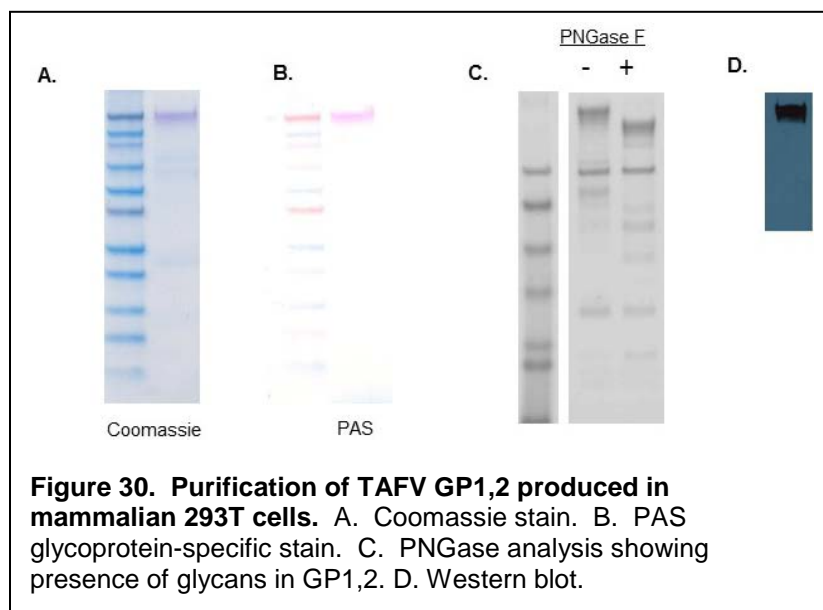 PNGase F
A.
B.
C.
- +
D.
Coomassie
PAS
Figure 30. Purification of TAFV GP1,2 produced in
mammalian 293T cells. A. Coomassie stain. B. PAS
glycoprotein-specific stain. C. PNGase analysis showing
presence of glycans in GP1,2. D. Western blot.